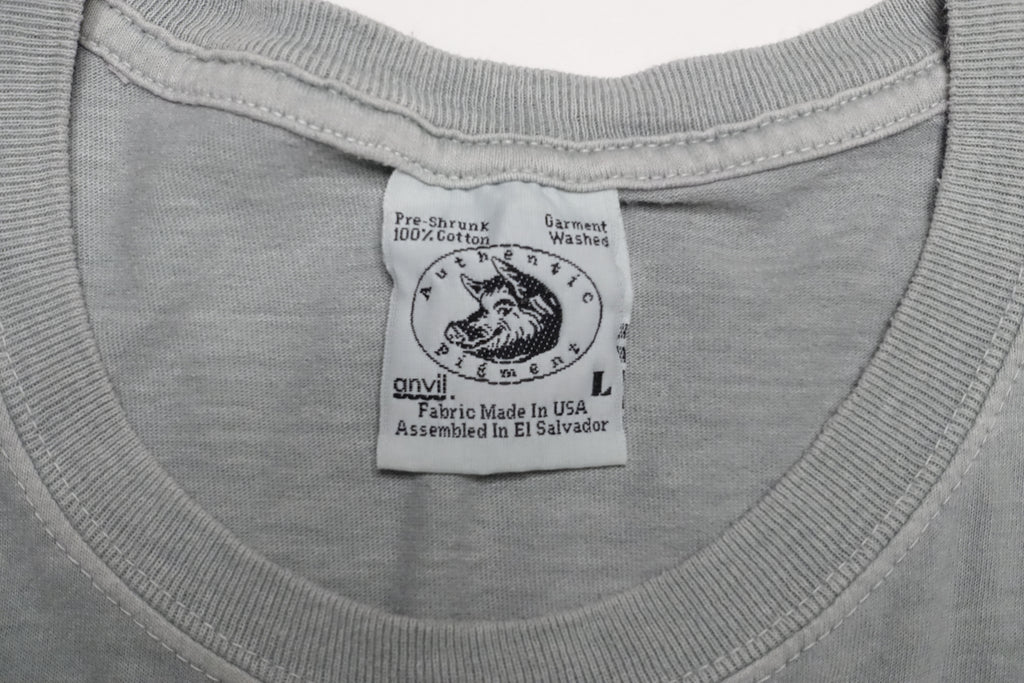 Pre-Shrunk
100% Cotton
Garment
Washed
Authentic
Pigment
anvil.
L
Fabric Made In USA
Assembled In El Salvador